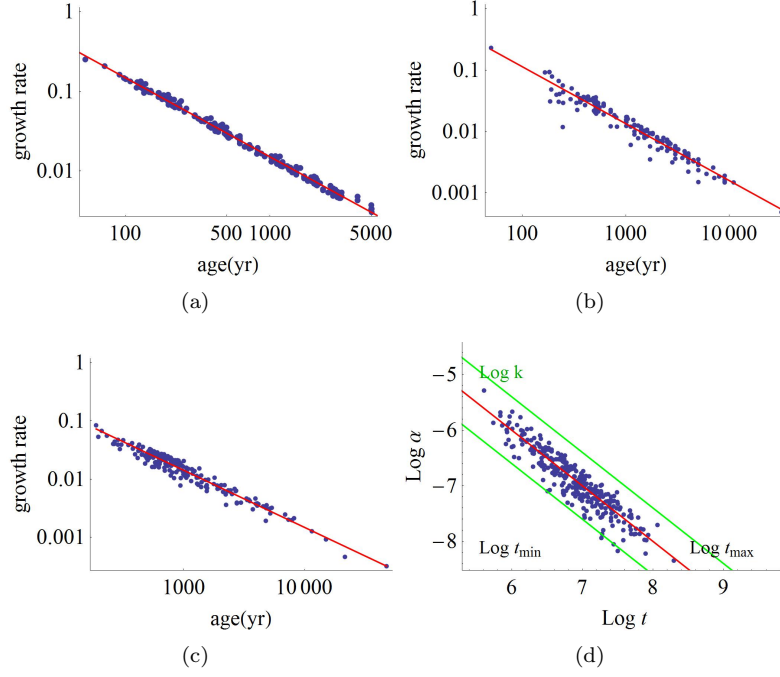 1
0.1
0.01
growth rate
100
500
1000
5000
age(yr)
(a)
1
0.1
0.01
0.001
growth rate
100
1000
10 000
age(yr)
(b)
1
0.1
0.01
0.001
growth rate
1000
10 000
age(yr)
(c)
−5
−6
−7
−8
Log α
Log k
Log tmin
Log tmax
6
7
8
9
Log t
(d)